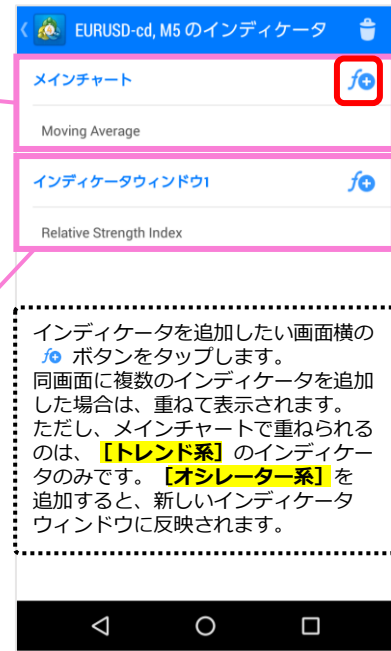 EURUSD-cd, M5 のインディケータ
メインチャート
Moving Average
インディケータウィンドウ1
Relative Strength Index
インディケータを追加したい画面横の
ボタンをタップします。
同画面に複数のインディケータを追加
した場合は、重ねて表示されます。
ただし、メインチャートで重ねられる
のは、【トレンド系】のインディケー
タのみです。【オシレーター系】を
追加すると、新しいインディケータ
ウィンドウに反映されます。